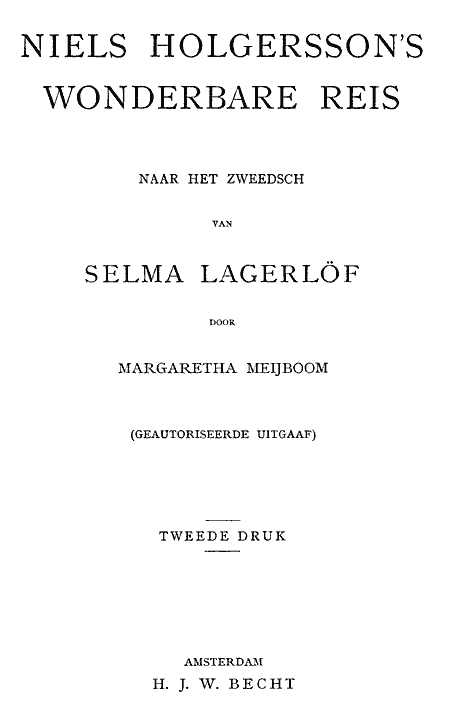 NIELS HOLGERSSON'S
WONDERBARE REIS
NAAR HET ZWEEDSCH
VAN
SELMA LAGERLÖF
DOOR
MARGARETHA MEIJBOOM
(GEAUTORISEERDE UITGAAF)
TWEEDE DRUK
AMSTERDAM
H. J. W. BECHT